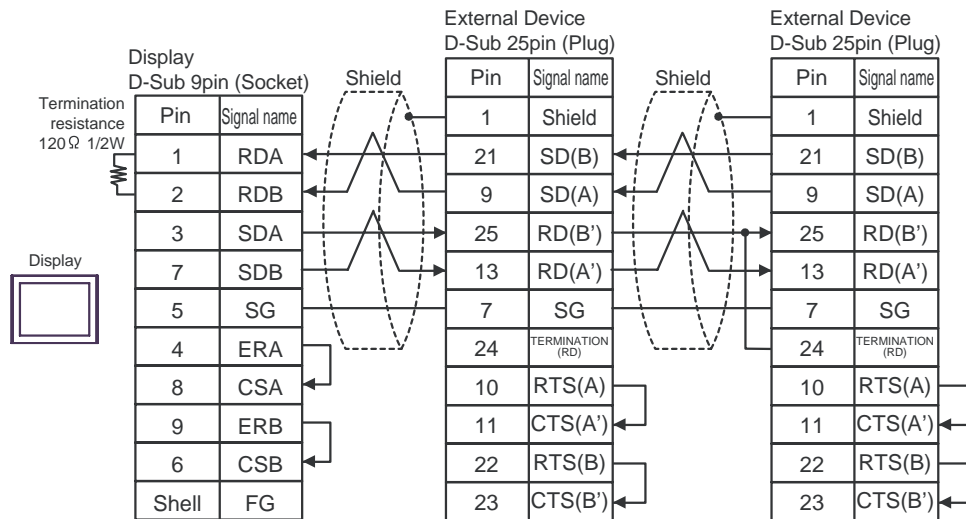 External Device
D-Sub 25pin (Plug)
External Device
D-Sub 25pin (Plug)
Display
D-Sub 9pin (Socket)
Termination
resistance
120Ω 1/2W
Shield
Shield
Pin Signal name
1 RDA
2 RDB
3 SDA
7 SDB
5 SG
4 ERA
8 CSA
9 ERB
6 CSB
Shell FG
Display
Pin Signal name
1 Shield
21 SD(B)
9 SD(A)
25 RD(B’)
13 RD(A’)
7 SG
24 TERMINATION (RD)
10 RTS(A)
11 CTS(A’)
22 RTS(B)
23 CTS(B’)
Pin Signal name
1 Shield
21 SD(B)
9 SD(A)
25 RD(B’)
13 RD(A’)
7 SG
24 TERMINATION (RD)
10 RTS(A)
11 CTS(A’)
22 RTS(B)
23 CTS(B’)